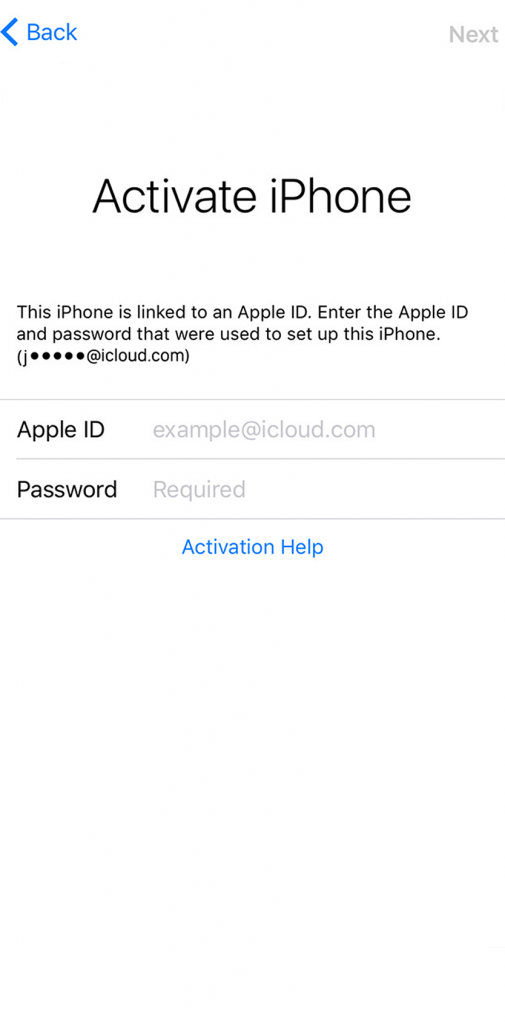 Back
Next
Activate iPhone
This iPhone is linked to an Apple ID. Enter the Apple ID
and password that were used to set up this iPhone.
(j●●●●●@icloud.com)
Apple ID example@icloud.com
Password Required
Activation Help